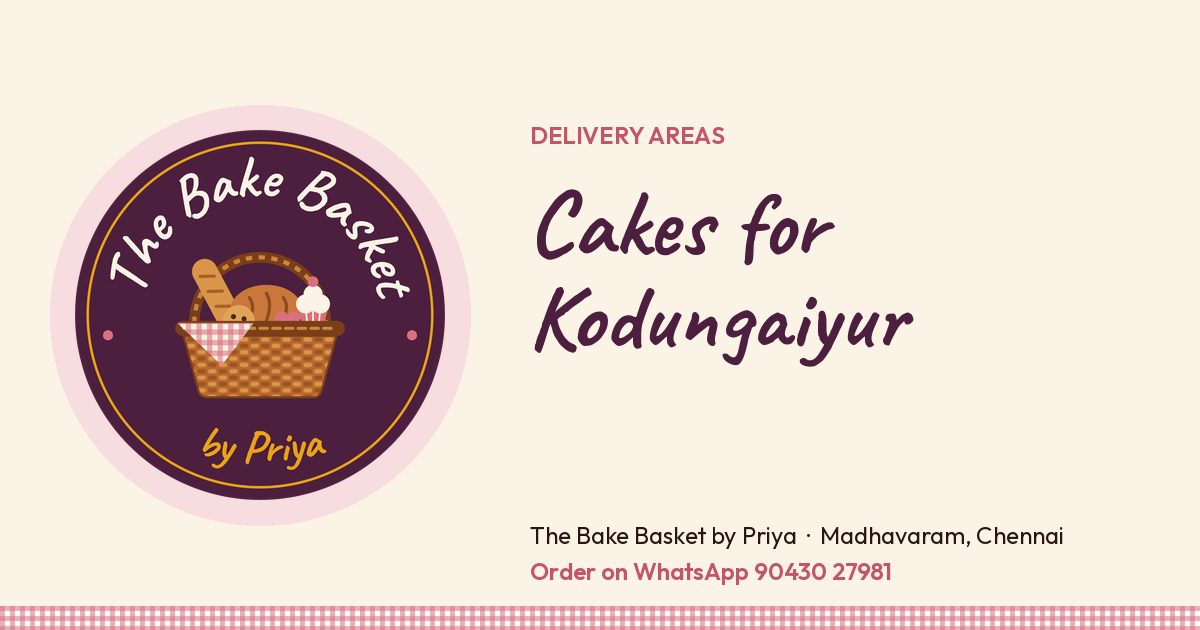 The Bake Basket
by Priya
DELIVERY AREAS
Cakes for
Kodungaiyur
The Bake Basket by Priya · Madhavaram, Chennai
Order on WhatsApp 90430 27981